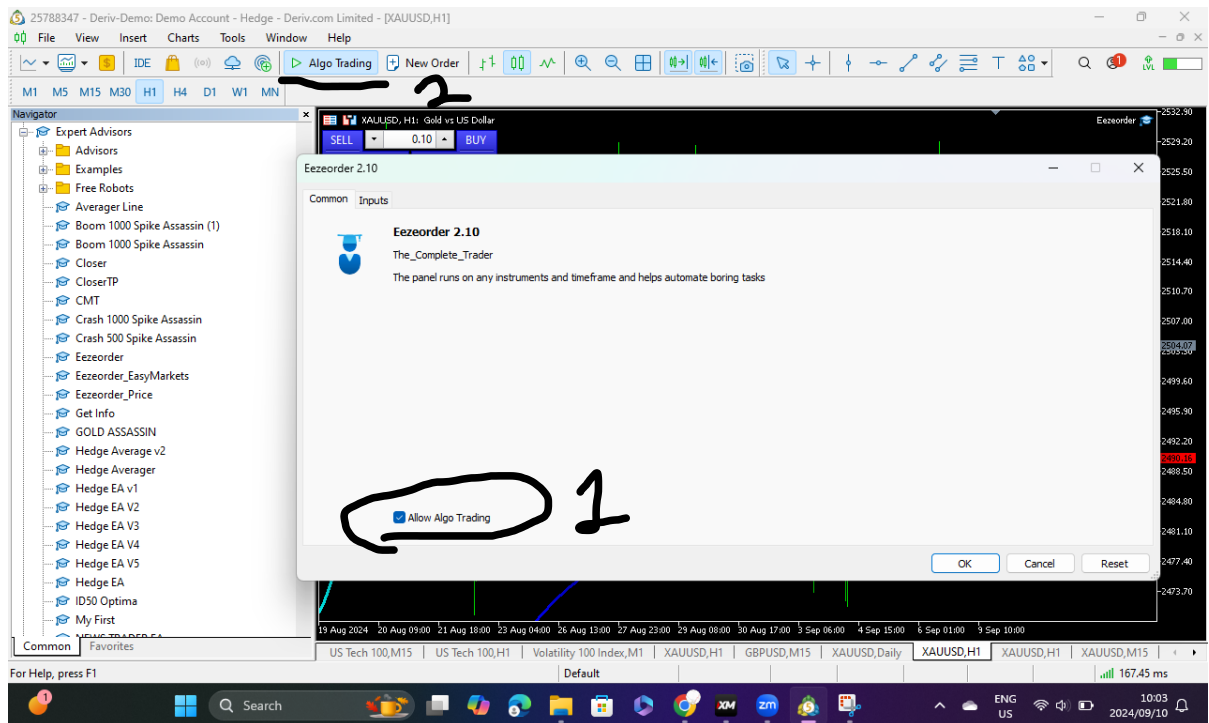 25788347 - Deriv-Demo: Demo Account - Hedge - Deriv.com Limited - [XAUUSD,H1]
File View Insert Charts Tools Window Help
IDE Algo Trading New Order 1 LVL
M1 M5 M15 M30 H1 H4 D1 W1 MN
2
Navigator
Expert Advisors
Advisors
Examples
Free Robots
Averager Line
Boom 1000 Spike Assassin (1)
Boom 1000 Spike Assassin
Closer
CloserTP
CMT
Crash 1000 Spike Assassin
Crash 500 Spike Assassin
Eezeorder
Eezeorder_EasyMarkets
Eezeorder_Price
Get Info
GOLD ASSASSIN
Hedge Average v2
Hedge Averager
Hedge EA v1
Hedge EA V2
Hedge EA V3
Hedge EA V4
Hedge EA V5
Hedge EA
ID50 Optima
My First
NEWS TRADER EA
Common Favorites
XAUUSD, H1: Gold vs US Dollar
Eezeorder
SELL 0.10 BUY
Eezeorder 2.10
Common Inputs
Eezeorder 2.10
The_Complete_Trader
The panel runs on any instruments and timeframe and helps automate boring tasks
Allow Algo Trading
1
OK Cancel Reset
2532.90
2529.20
2525.50
2521.80
2518.10
2514.40
2510.70
2507.00
2504.07
2499.60
2495.90
2492.20
2490.16
2488.50
2484.80
2481.10
2477.40
2473.70
19 Aug 2024 20 Aug 09:00 21 Aug 18:00 23 Aug 04:00 26 Aug 13:00 27 Aug 23:00 29 Aug 08:00 30 Aug 17:00 3 Sep 06:00 4 Sep 15:00 6 Sep 01:00 9 Sep 10:00
US Tech 100,M15 US Tech 100,H1 Volatility 100 Index,M1 XAUUSD,H1 GBPUSD,M15 XAUUSD,Daily XAUUSD,H1 XAUUSD,H1 XAUUSD,M15
For Help, press F1 Default 167.45 ms
1 Search XM zm ENG US 10:03 2024/09/10